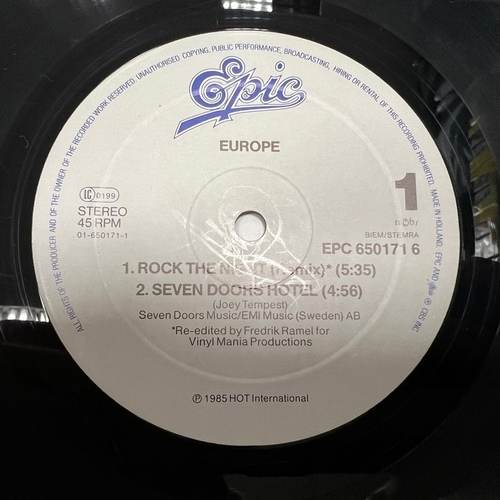 ALL RIGHTS OF THE PRODUCER AND OF THE OWNER OF THE RECORDED WORK RESERVED. UNAUTHORISED COPYING, PUBLIC PERFORMANCE, BROADCASTING, HIRING OR RENTAL OF THIS RECORDING PROHIBITED. MADE IN HOLLAND. EPIC AND ARE ® CBS INC
Epic
EUROPE
LC 0199
STEREO
45 RPM
01-650171-1
1
BIEM/STEMRA
EPC 650171 6
1. ROCK THE NIGHT (Remix)* (5:35)
2. SEVEN DOORS HOTEL (4:56)
(Joey Tempest)
Seven Doors Music/EMI Music (Sweden) AB
*Re-edited by Fredrik Ramel for
Vinyl Mania Productions
℗ 1985 HOT International